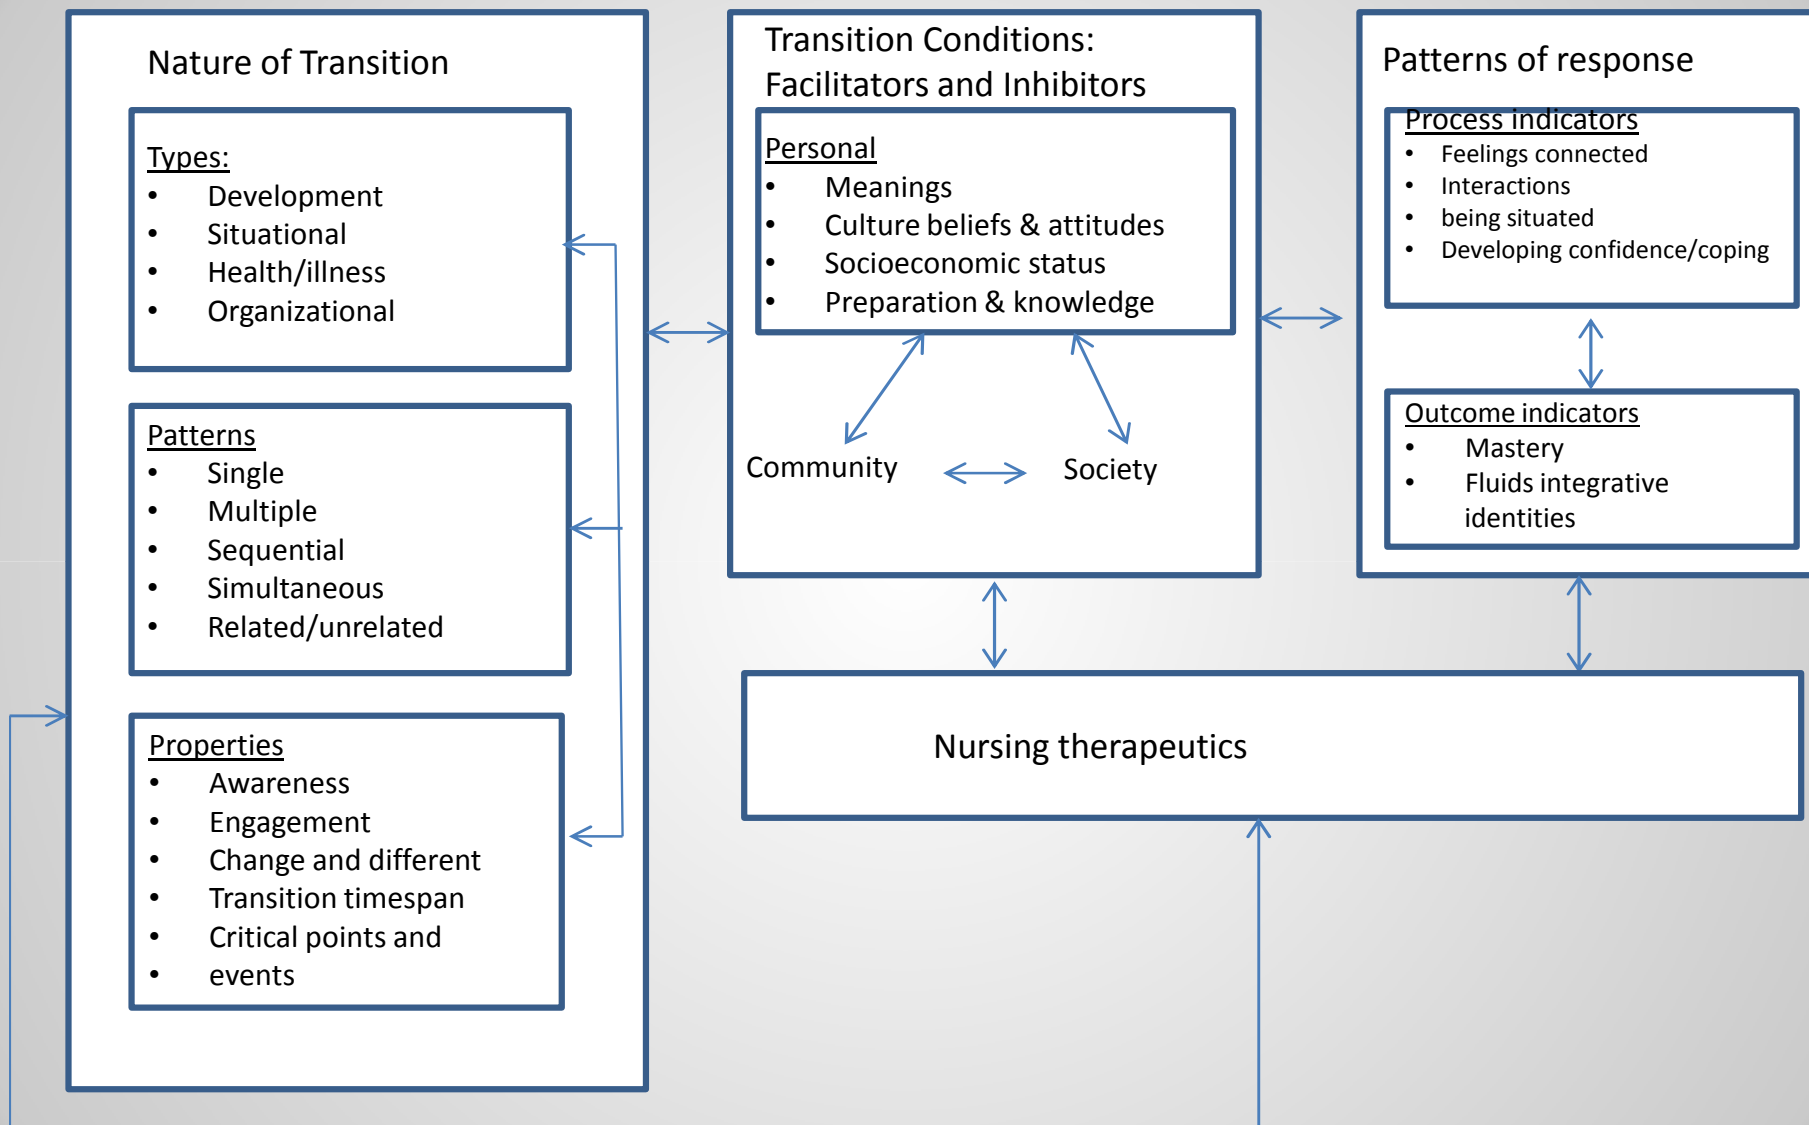 Nature of Transition
Types:
• Development
• Situational
• Health/illness
• Organizational
Patterns
• Single
• Multiple
• Sequential
• Simultaneous
• Related/unrelated
Properties
• Awareness
• Engagement
• Change and different
• Transition timespan
• Critical points and
• events
Transition Conditions:
Facilitators and Inhibitors
Personal
• Meanings
• Culture beliefs & attitudes
• Socioeconomic status
• Preparation & knowledge
Community
Society
Patterns of response
Process indicators
• Feelings connected
• Interactions
• being situated
• Developing confidence/coping
Outcome indicators
• Mastery
• Fluids integrative
identities
Nursing therapeutics